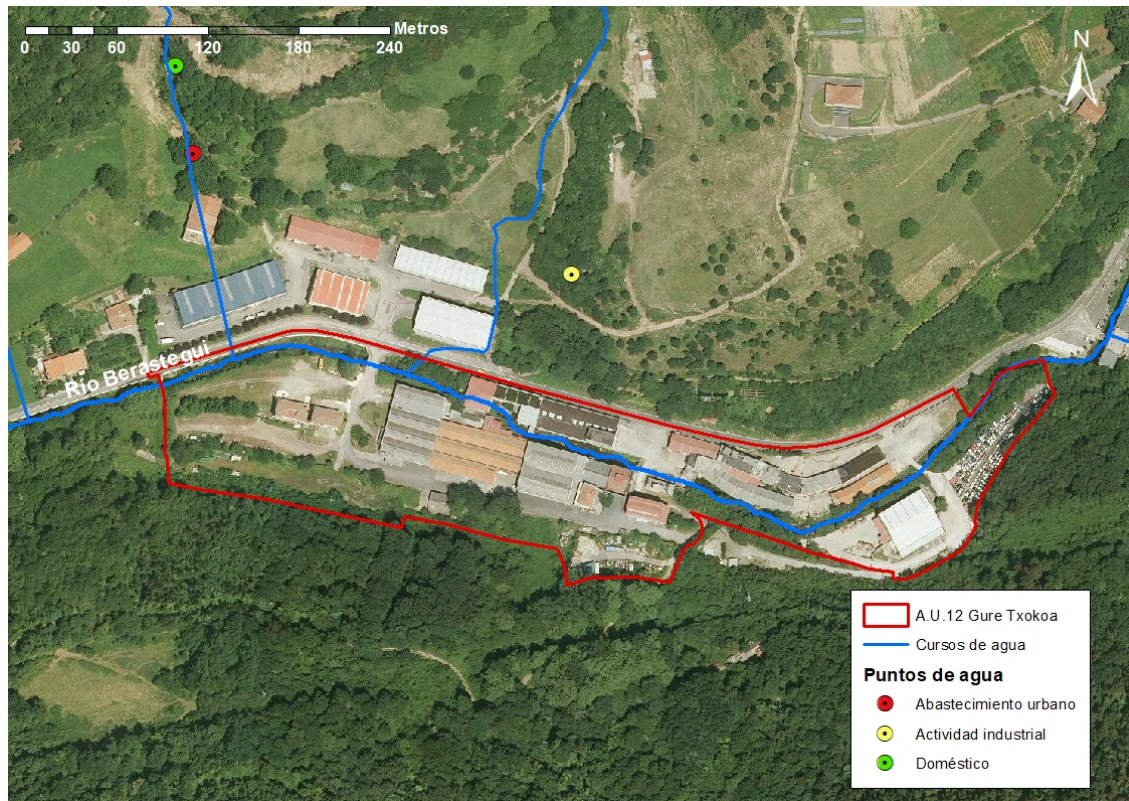 Metros
0 30 60 120 180 240
N
Río Berastegui
A.U.12 Gure Txokoa
Cursos de agua
Puntos de agua
Abastecimiento urbano
Actividad industrial
Doméstico